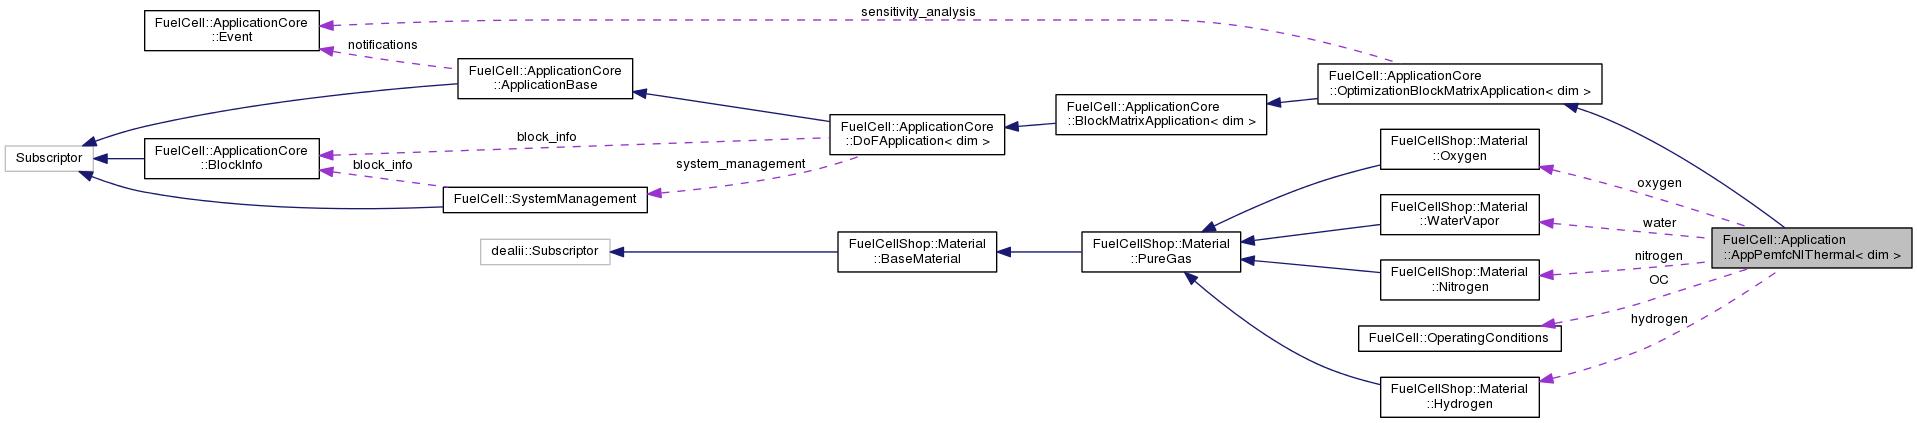 sensitivity_analysis
FuelCell::ApplicationCore
::Event
notifications
FuelCell::ApplicationCore
::ApplicationBase
FuelCell::ApplicationCore
::OptimizationBlockMatrixApplication< dim >
FuelCell::ApplicationCore
::BlockMatrixApplication< dim >
FuelCell::ApplicationCore
::DoFApplication< dim >
block_info
FuelCell::ApplicationCore
::BlockInfo
Subscriptor
block_info
system_management
FuelCell::SystemManagement
FuelCellShop::Material
::Oxygen
oxygen
FuelCellShop::Material
::WaterVapor
water
dealii::Subscriptor
FuelCellShop::Material
::BaseMaterial
FuelCellShop::Material
::PureGas
FuelCell::Application
::AppPemfcNIThermal< dim >
nitrogen
FuelCellShop::Material
::Nitrogen
OC
hydrogen
FuelCell::OperatingConditions
FuelCellShop::Material
::Hydrogen